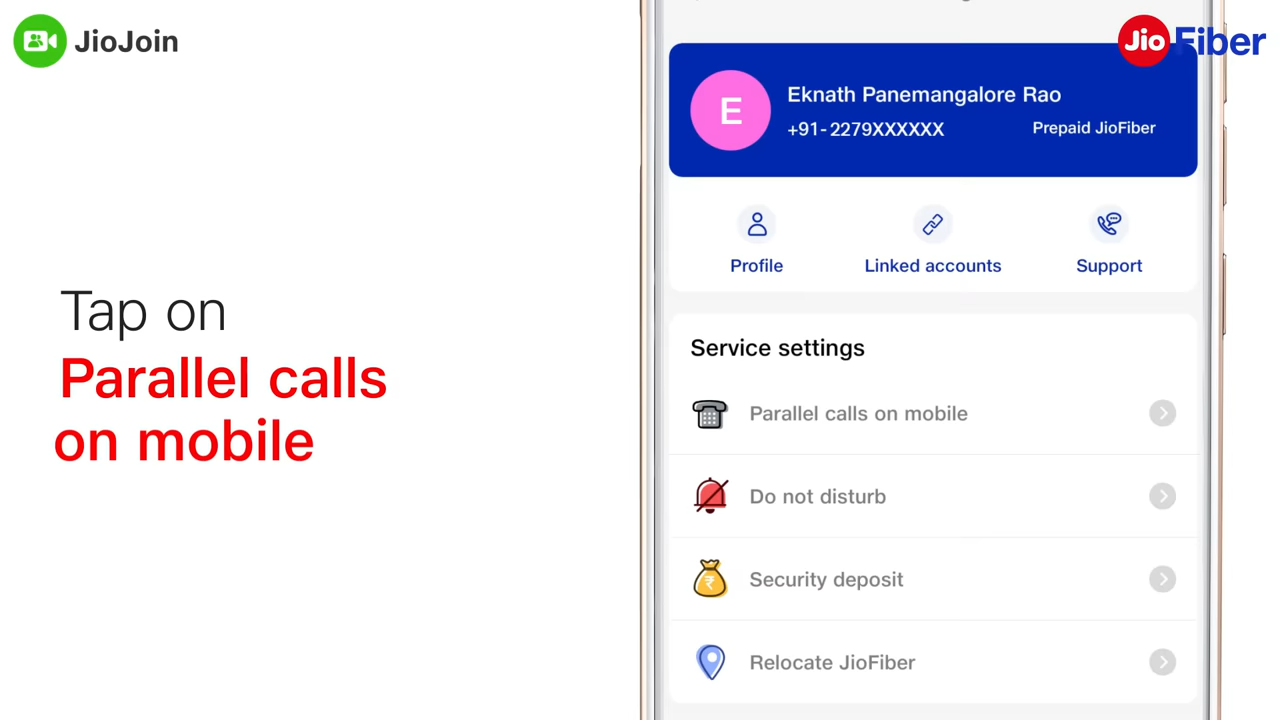 JioJoin
Jio Fiber
Tap on
Parallel calls
on mobile
E
Eknath Panemangalore Rao
+91-2279XXXXXX
Prepaid JioFiber
Profile
Linked accounts
Support
Service settings
Parallel calls on mobile
Do not disturb
₹
Security deposit
Relocate JioFiber